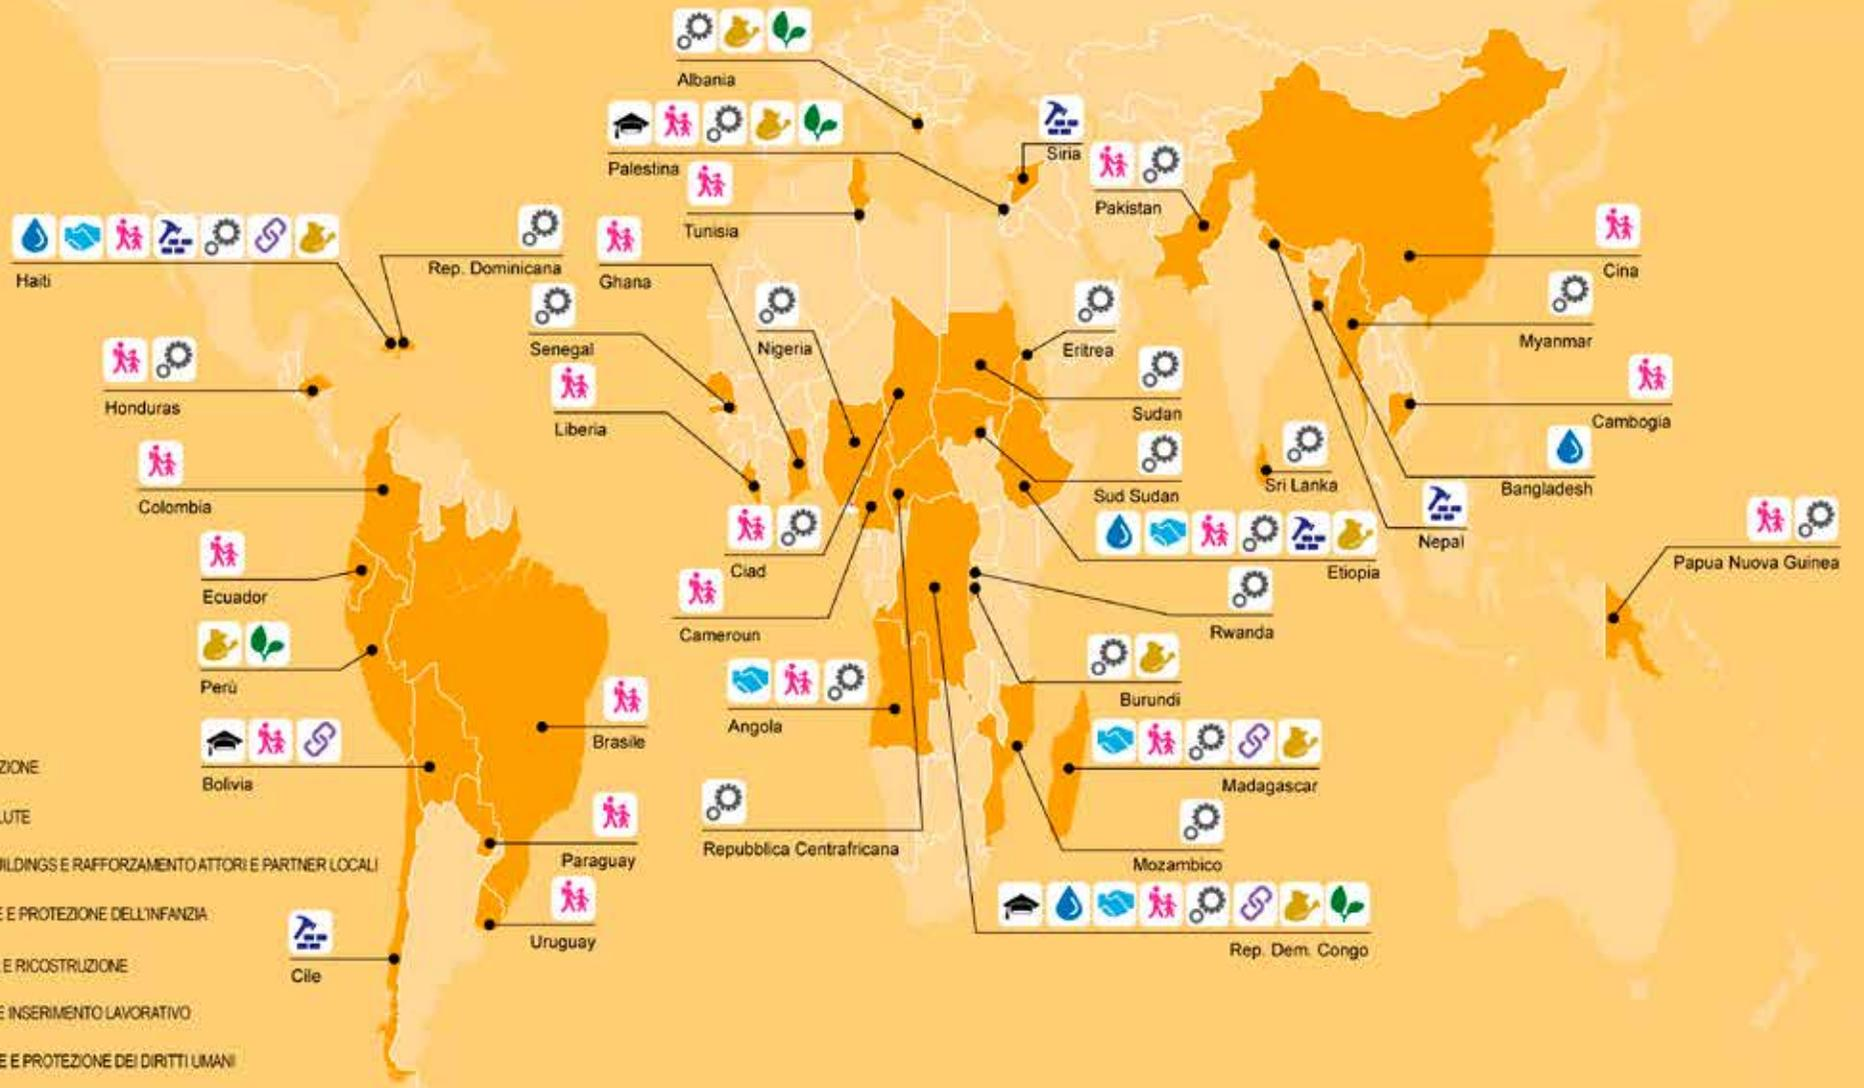 Albania
Palestina
Siria
Tunisia
Pakistan
Haiti
Rep. Dominicana
Ghana
Cina
Senegal
Nigeria
Eritrea
Myanmar
Honduras
Liberia
Sudan
Cambogia
Colombia
Sud Sudan
Sri Lanka
Bangladesh
Ciad
Etiopia
Nepal
Papua Nuova Guinea
Ecuador
Cameroun
Rwanda
Perù
Angola
Burundi
Brasile
Bolivia
Madagascar
Paraguay
Repubblica Centrafricana
Mozambico
Uruguay
Rep. Dem. Congo
Cile
ZIONE
LUTE
ILDINGS E RAFFORZAMENTO ATTORI E PARTNER LOCALI
E E PROTEZIONE DELL'INFANZIA
E RICOSTRUZIONE
E INSERIMENTO LAVORATIVO
E E PROTEZIONE DEI DIRITTI UMANI